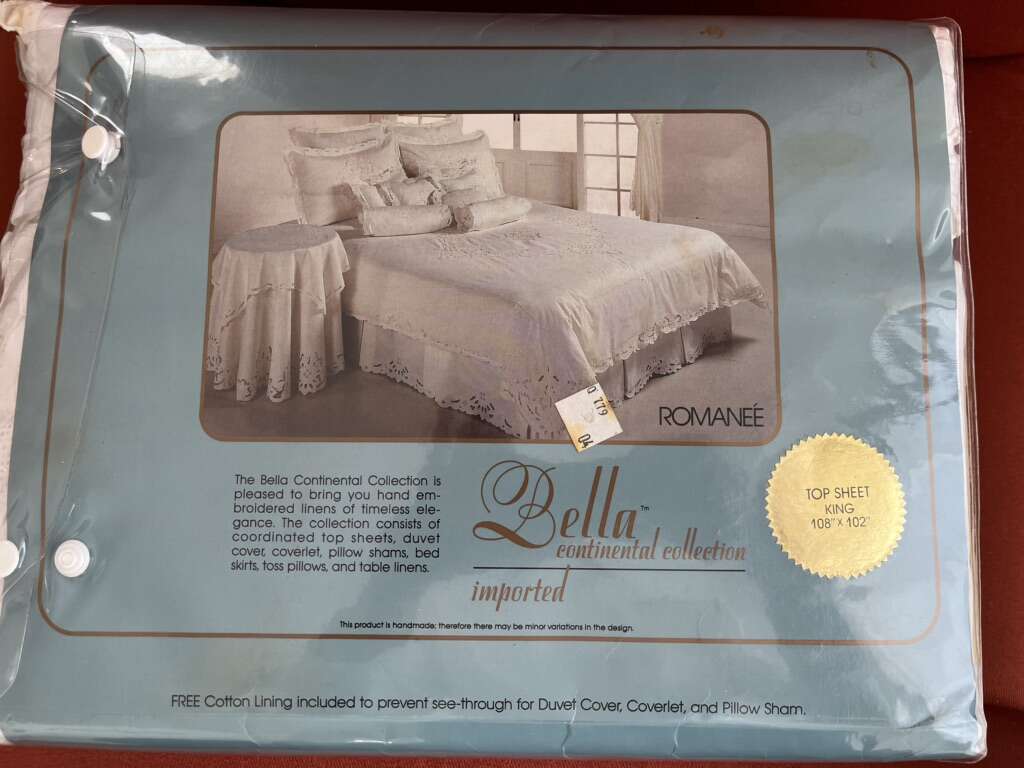 D 779
04
ROMANEÉ
The Bella Continental Collection is
pleased to bring you hand em-
broidered linens of timeless ele-
gance. The collection consists of
coordinated top sheets, duvet
cover, coverlet, pillow shams, bed
skirts, toss pillows, and table linens.
Bella™
continental collection
imported
TOP SHEET
KING
108" x 102"
This product is handmade; therefore there may be minor variations in the design.
FREE Cotton Lining included to prevent see-through for Duvet Cover, Coverlet, and Pillow Sham.